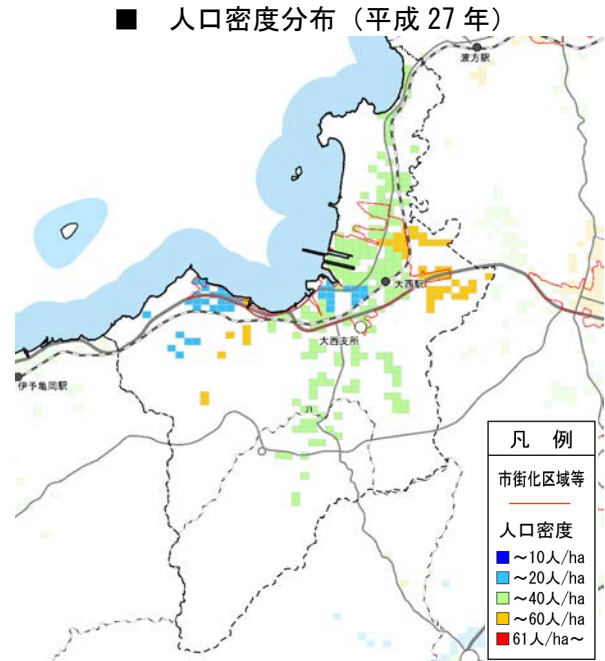 ■ 人口密度分布（平成 27 年）
波方駅
大西駅
大西支所
伊予亀岡駅
凡 例
市街化区域等
人口密度
～10人/ha
～20人/ha
～40人/ha
～60人/ha
61人/ha～